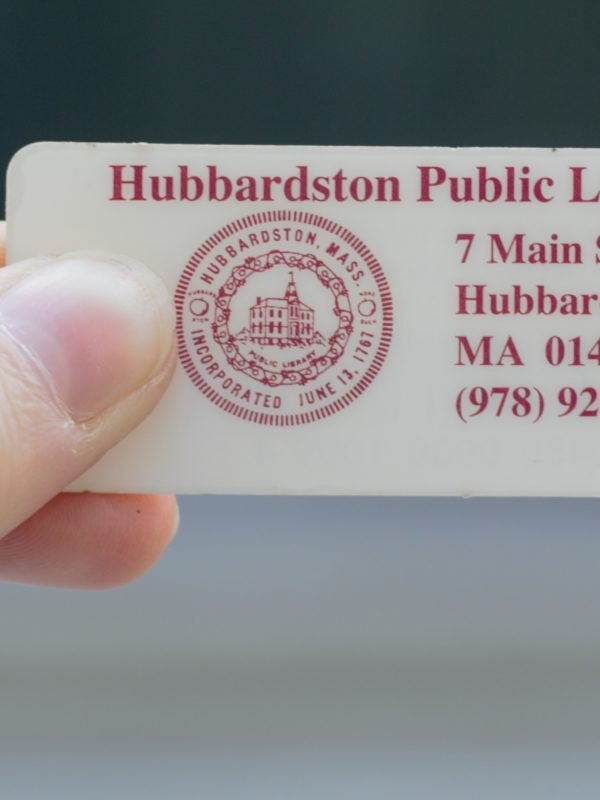 Hubbardston Public L
HUBBARDSTON, MASS.
PUBLIC LIBRARY
INCORPORATED JUNE 13, 1767
7 Main S
Hubbar
MA 014
(978) 92